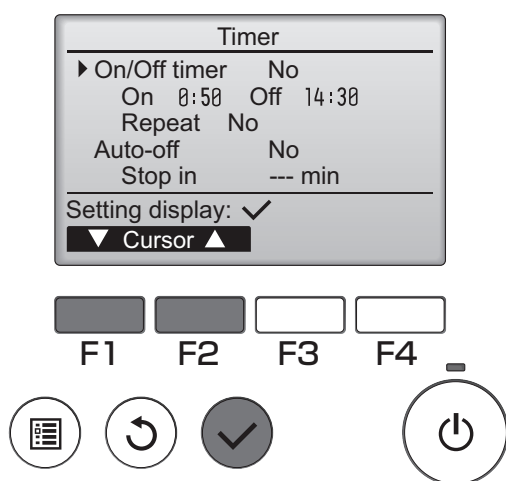 Timer
On/Off timer No
On 0:50 Off 14:30
Repeat No
Auto-off No
Stop in --- min
Setting display: ✓
▼ Cursor ▲
F1 F2 F3 F4